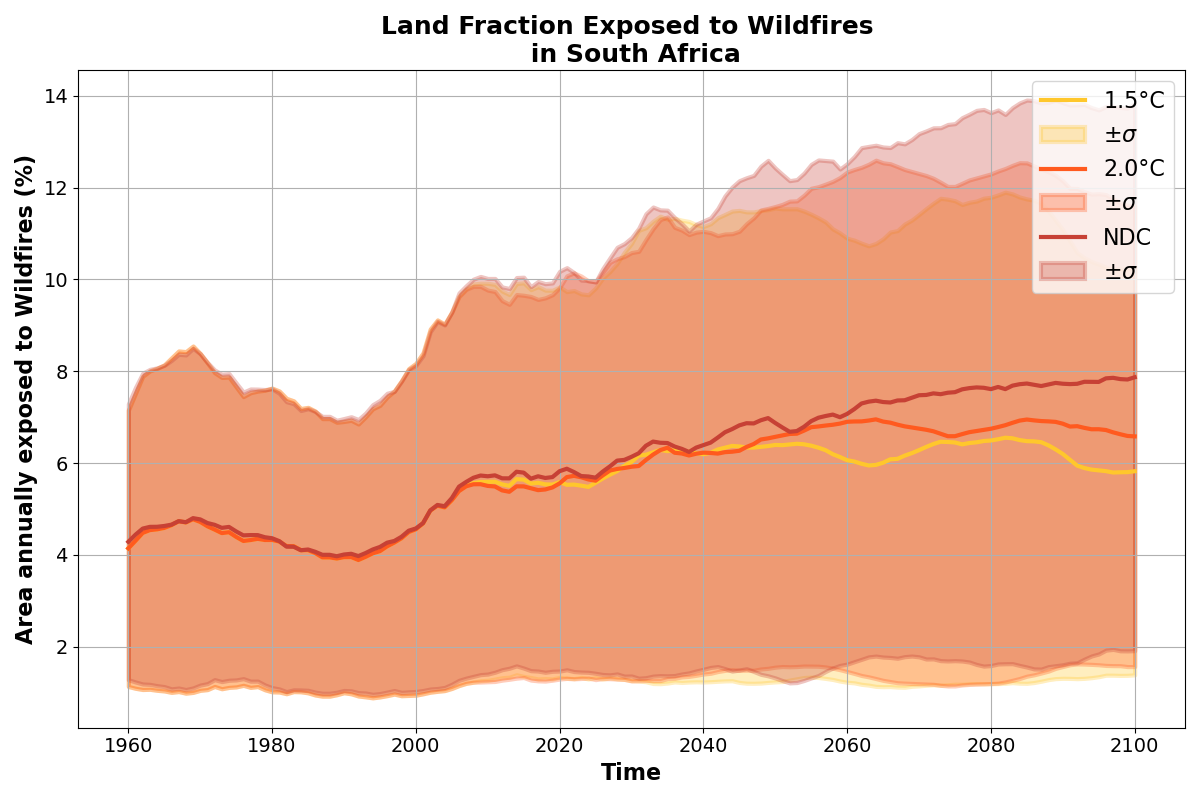 Land Fraction Exposed to Wildfires
in South Africa
Area annually exposed to Wildfires (%)
14
12
10
8
6
4
2
1.5°C
±σ
2.0°C
±σ
NDC
±σ
1960
1980
2000
2020
2040
2060
2080
2100
Time